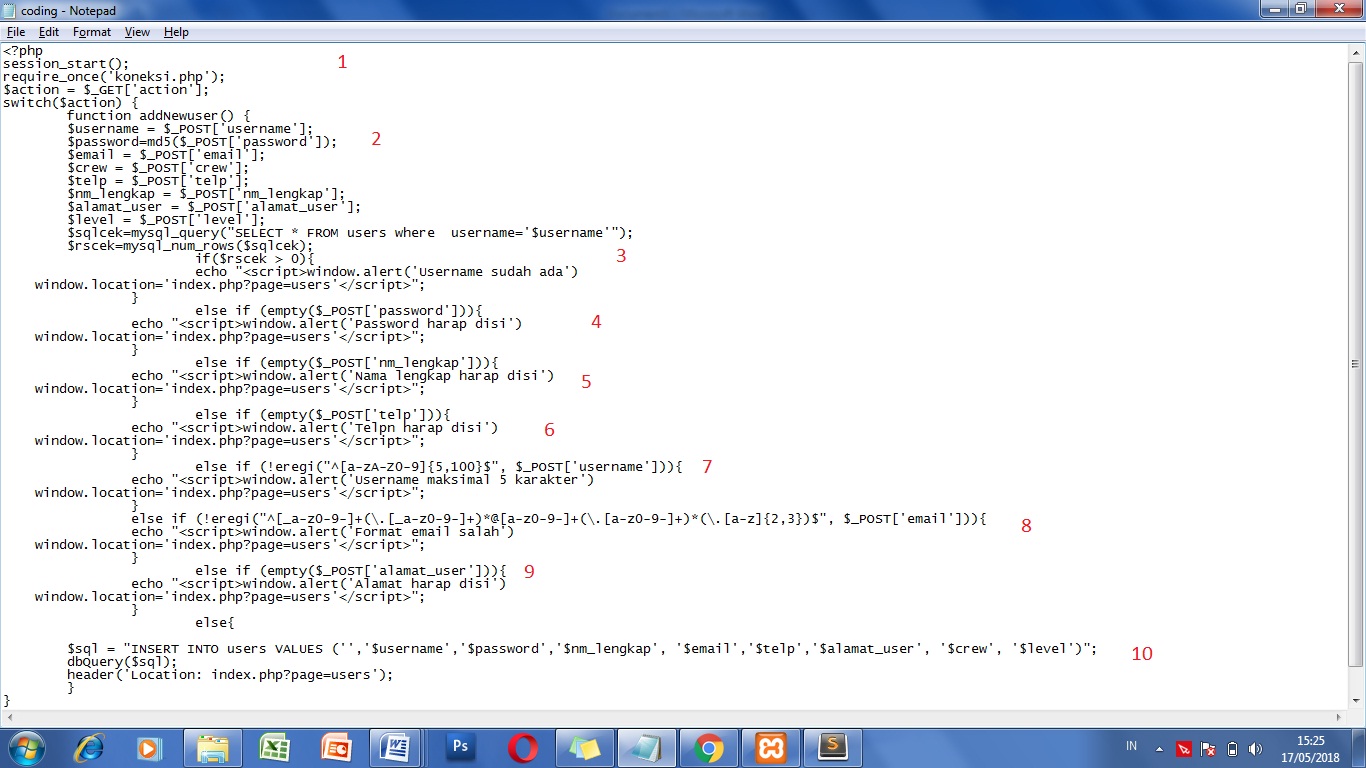 coding - Notepad
File Edit Format View Help
<?php
session_start();
1
require_once('koneksi.php');
$action = $_GET['action'];
switch($action) {
function addNewuser() {
$username = $_POST['username'];
$password=md5($_POST['password']);
2
$email = $_POST['email'];
$crew = $_POST['crew'];
$telp = $_POST['telp'];
$nm_lengkap = $_POST['nm_lengkap'];
$alamat_user = $_POST['alamat_user'];
$level = $_POST['level'];
$sqlcek=mysql_query("SELECT * FROM users where  username='$username'");
$rscek=mysql_num_rows($sqlcek);
if($rscek > 0){
3
echo "<script>window.alert('Username sudah ada')
window.location='index.php?page=users'</script>";
}
else if (empty($_POST['password'])){
echo "<script>window.alert('Password harap disi')
4
window.location='index.php?page=users'</script>";
}
else if (empty($_POST['nm_lengkap'])){
echo "<script>window.alert('Nama lengkap harap disi')
5
window.location='index.php?page=users'</script>";
}
else if (empty($_POST['telp'])){
echo "<script>window.alert('Telpn harap disi')
6
window.location='index.php?page=users'</script>";
}
else if (!eregi("^[a-zA-Z0-9]{5,100}$", $_POST['username'])){
7
echo "<script>window.alert('Username maksimal 5 karakter')
window.location='index.php?page=users'</script>";
}
else if (!eregi("^[_a-z0-9-]+(\.[_a-z0-9-]+)*@[a-z0-9-]+(\.[a-z0-9-]+)*(\.[a-z]{2,3})$", $_POST['email'])){
8
echo "<script>window.alert('Format email salah')
window.location='index.php?page=users'</script>";
}
else if (empty($_POST['alamat_user'])){
9
echo "<script>window.alert('Alamat harap disi')
window.location='index.php?page=users'</script>";
}
else{
$sql = "INSERT INTO users VALUES ('','$username','$password','$nm_lengkap', '$email','$telp','$alamat_user', '$crew', '$level')";
10
dbQuery($sql);
header('Location: index.php?page=users');
}
}
Ps
S
IN
15:25
17/05/2018